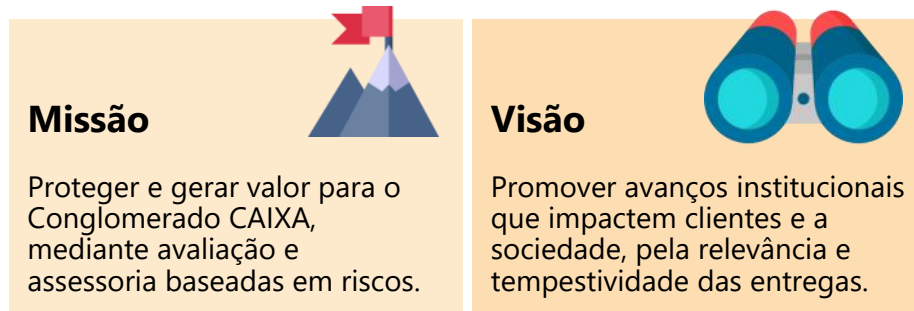 Missão
Proteger e gerar valor para o
Conglomerado CAIXA,
mediante avaliação e
assessoria baseadas em riscos.
Visão
Promover avanços institucionais
que impactem clientes e a
sociedade, pela relevância e
tempestividade das entregas.